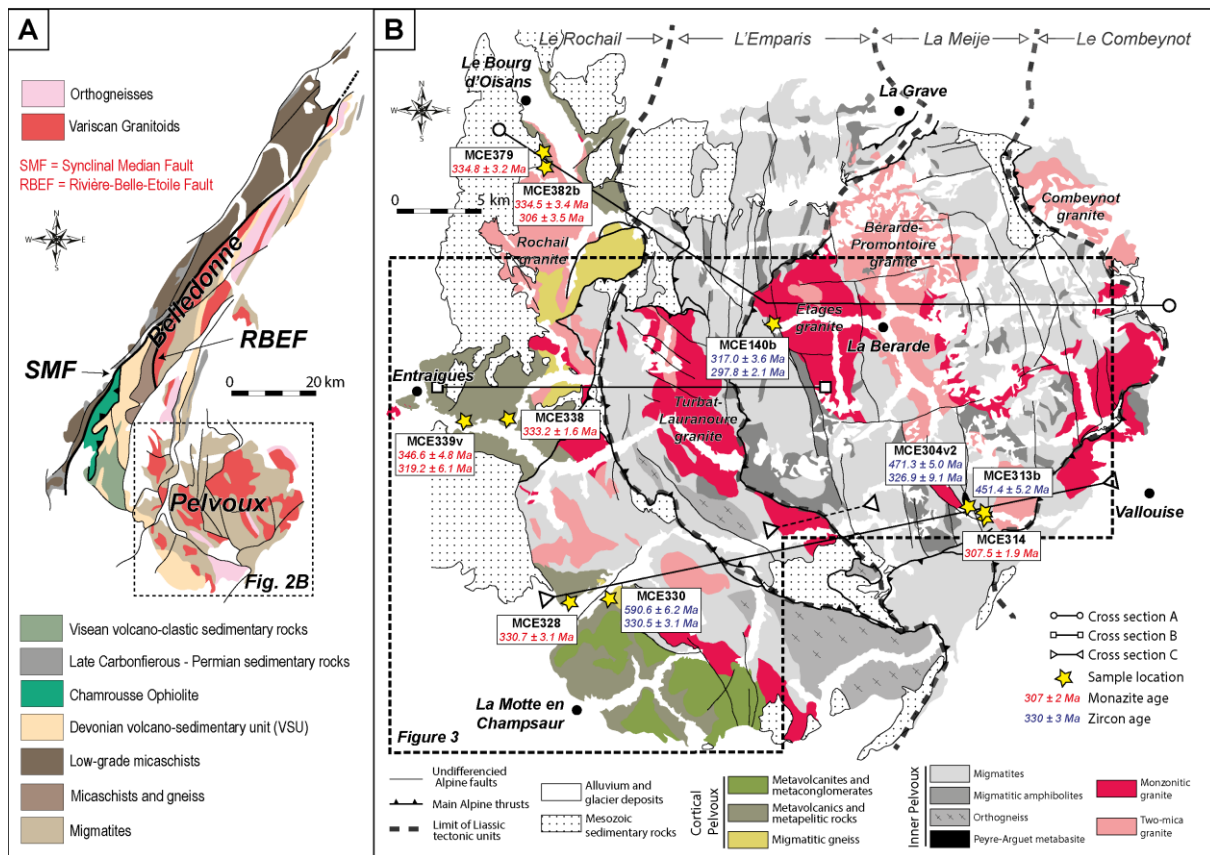 A
Orthogneisses
Variscan Granitoids
SMF = Synclinal Median Fault
RBEF = Rivière-Belle-Etoile Fault
N
W
E
S
Belledonne
RBEF
SMF
0 20 km
Pelvoux
Fig. 2B
Visean volcano-clastic sedimentary rocks
Late Carbonfierous - Permian sedimentary rocks
Chamrousse Ophiolite
Devonian volcano-sedimentary unit (VSU)
Low-grade micaschists
Micaschists and gneiss
Migmatites
B
Le Rochail
L'Emparis
La Meije
Le Combeynot
Le Bourg
d'Oisans
La Grave
N
W
E
S
MCE379
334.8 ± 3.2 Ma
MCE382b
334.5 ± 3.4 Ma
306 ± 3.5 Ma
0 5 km
Combeynot
granite
Rochail
granite
Bérarde-
Promontoire
granite
Etages
granite
MCE140b
317.0 ± 3.6 Ma
297.8 ± 2.1 Ma
La Berarde
Entraigues
Turbat-
Lauranoure
granite
MCE338
333.2 ± 1.6 Ma
MCE339v
346.6 ± 4.8 Ma
319.2 ± 6.1 Ma
MCE304v2
471.3 ± 5.0 Ma
326.9 ± 9.1 Ma
MCE313b
451.4 ± 5.2 Ma
Vallouise
MCE314
307.5 ± 1.9 Ma
MCE330
590.6 ± 6.2 Ma
330.5 ± 3.1 Ma
MCE328
330.7 ± 3.1 Ma
La Motte en
Champsaur
Figure 3
Cross section A
Cross section B
Cross section C
Sample location
307 ± 2 Ma Monazite age
330 ± 3 Ma Zircon age
Undifferencied
Alpine faults
Main Alpine thrusts
Limit of Liassic
tectonic units
Alluvium and
glacier deposits
Mesozoic
sedimentary rocks
Cortical
Pelvoux
Metavolcanites and
metaconglomerates
Metavolcanics and
metapelitic rocks
Migmatitic gneiss
Inner Pelvoux
Migmatites
Migmatitic amphibolites
Orthogneiss
Peyre-Arguet metabasite
Monzonitic
granite
Two-mica
granite